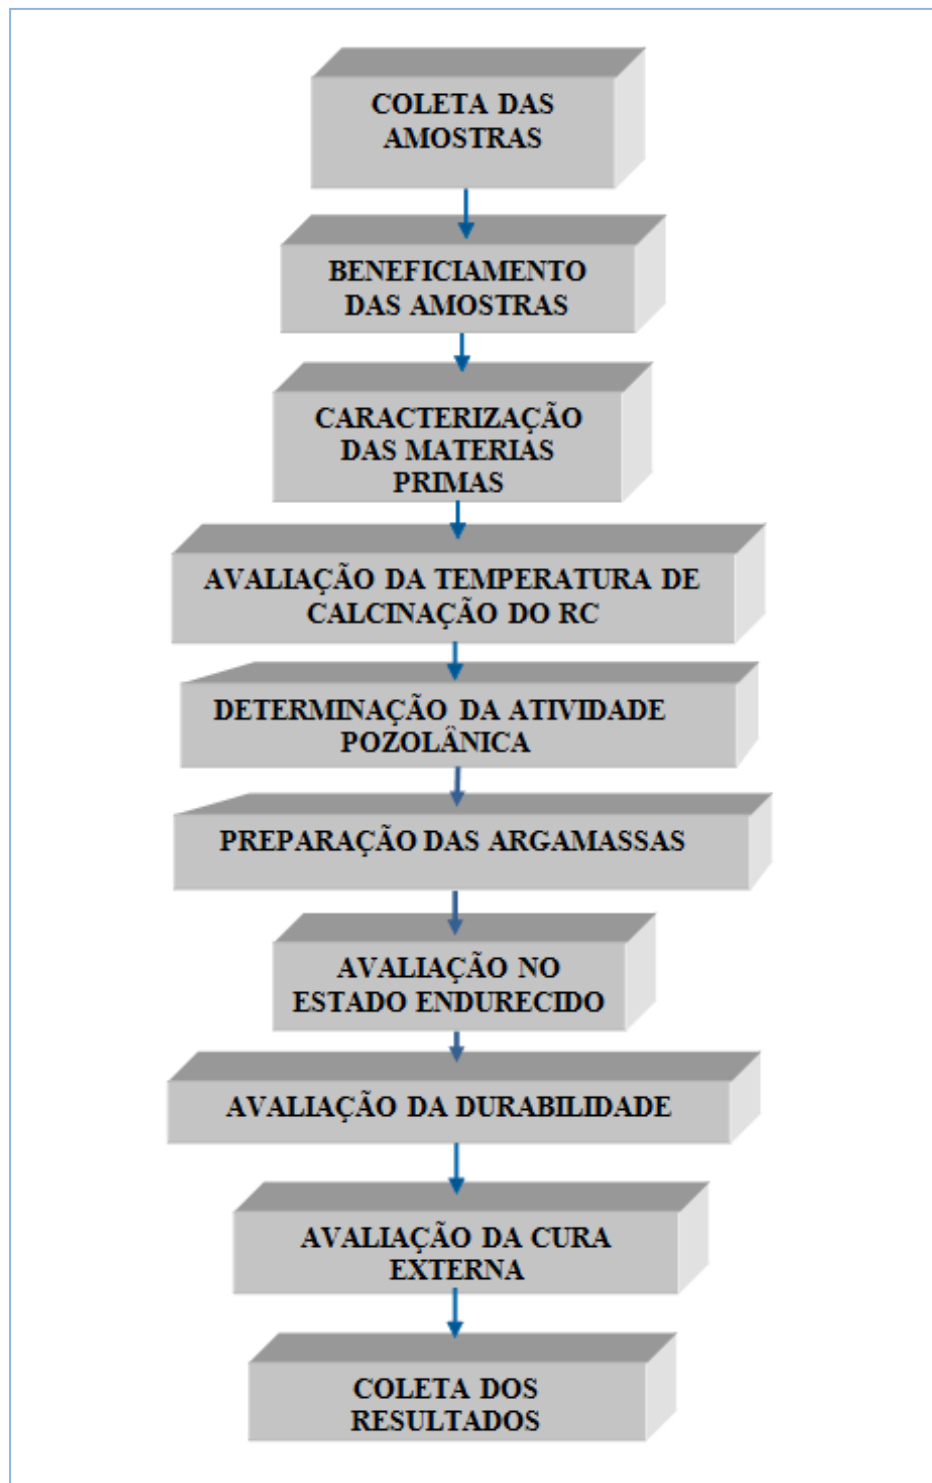 COLETA DAS
AMOSTRAS
BENEFICIAMENTO
DAS AMOSTRAS
CARACTERIZAÇÃO
DAS MATERIAS
PRIMAS
AVALIAÇÃO DA TEMPERATURA DE
CALCINAÇÃO DO RC
DETERMINAÇÃO DA ATIVIDADE
POZOLÂNICA
PREPARAÇÃO DAS ARGAMASSAS
AVALIAÇÃO NO
ESTADO ENDURECIDO
AVALIAÇÃO DA DURABILIDADE
AVALIAÇÃO DA CURA
EXTERNA
COLETA DOS
RESULTADOS